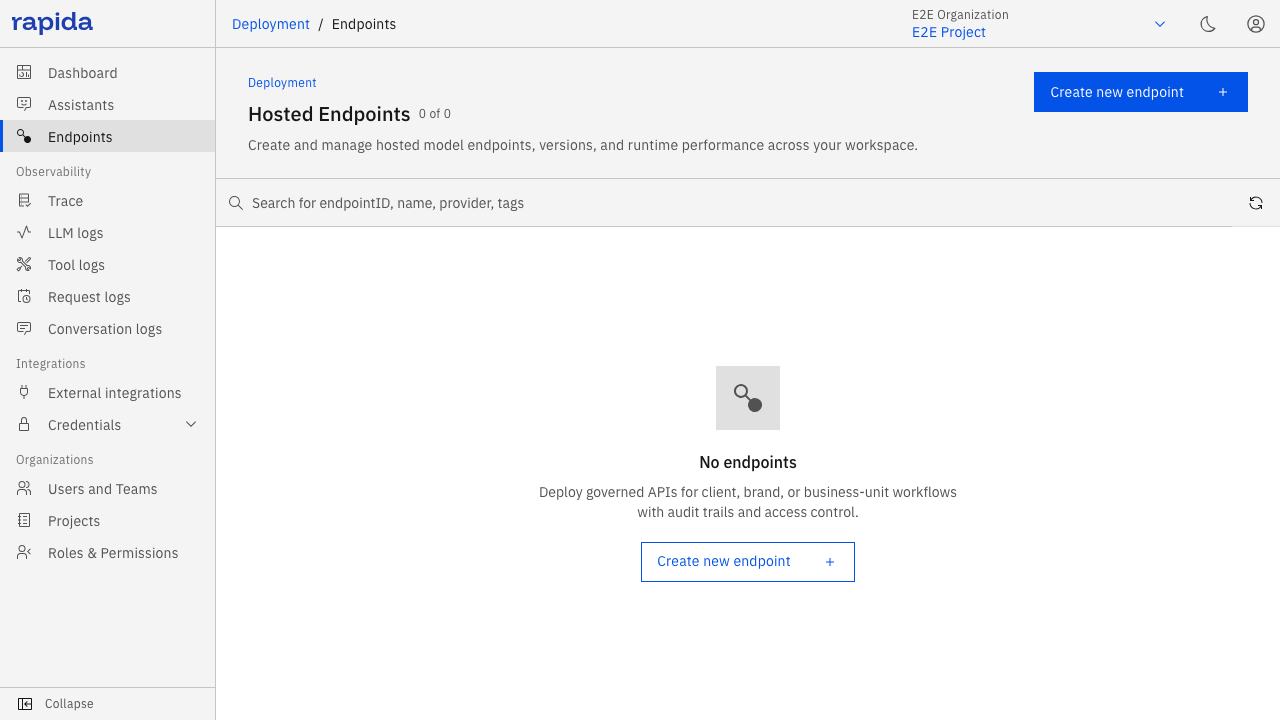 rapida
Deployment / Endpoints
E2E Organization
E2E Project
Dashboard
Assistants
Endpoints
Observability
Trace
LLM logs
Tool logs
Request logs
Conversation logs
Integrations
External integrations
Credentials
Organizations
Users and Teams
Projects
Roles & Permissions
Collapse
Deployment
Hosted Endpoints 0 of 0
Create and manage hosted model endpoints, versions, and runtime performance across your workspace.
Create new endpoint
Search for endpointID, name, provider, tags
No endpoints
Deploy governed APIs for client, brand, or business-unit workflows
with audit trails and access control.
Create new endpoint